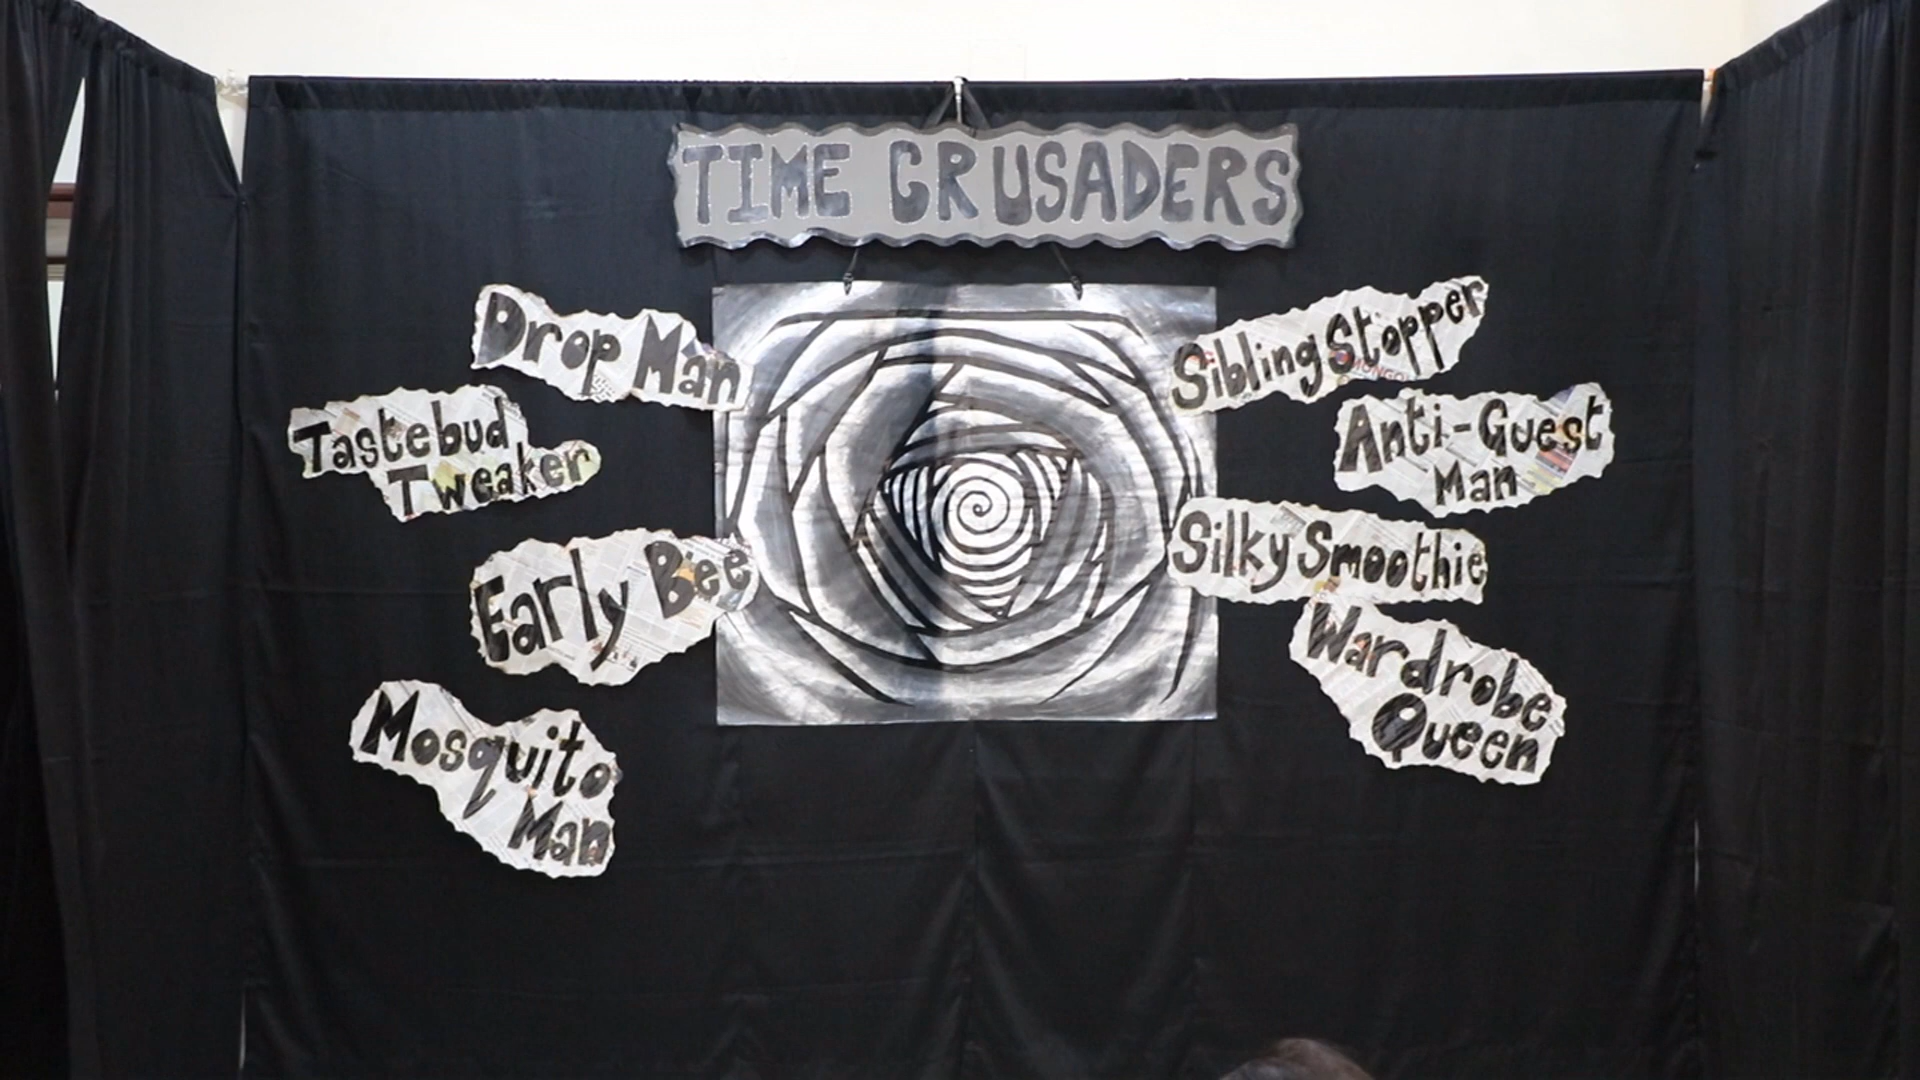 TIME CRUSADERS
Drop Man
Tastebud
Tweaker
Early Bee
Mosquito
Man
Sibling Stopper
Anti-Guest
Man
Silky Smoothie
Wardrobe
Queen